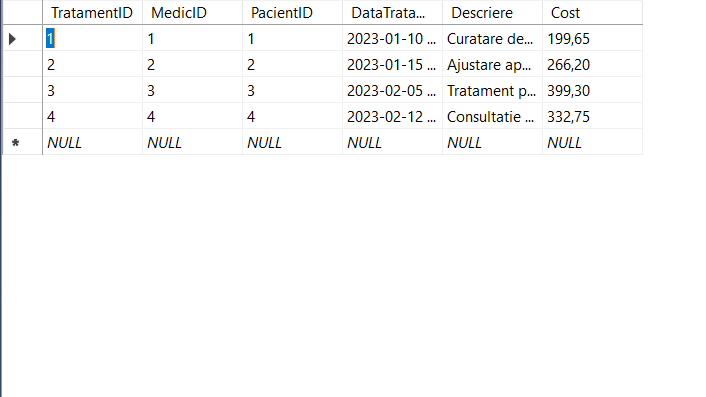 TratamentID MedicID PacientID DataTrata... Descriere Cost
1 1 1 2023-01-10 ... Curatare de... 199,65
2 2 2 2023-01-15 ... Ajustare ap... 266,20
3 3 3 2023-02-05 ... Tratament p... 399,30
4 4 4 2023-02-12 ... Consultatie ... 332,75
NULL NULL NULL NULL NULL NULL